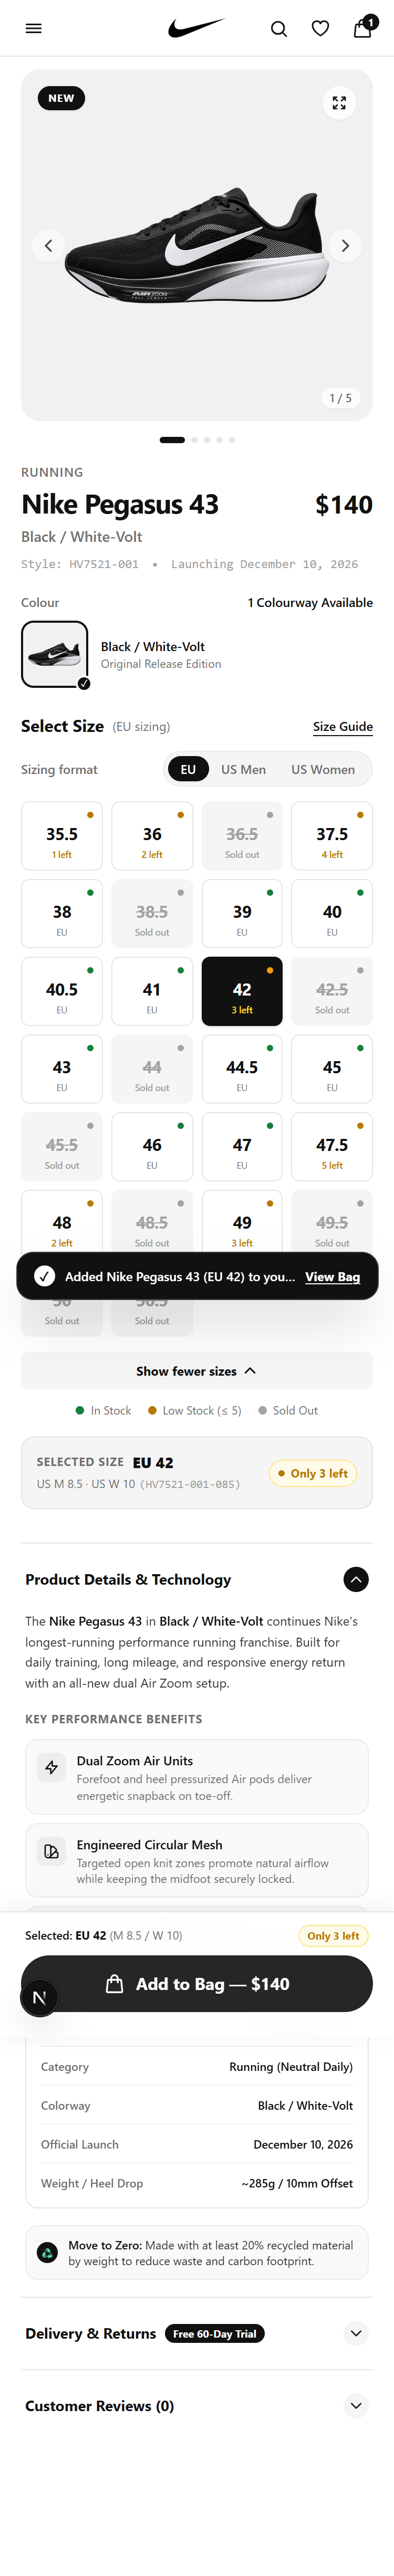 1
NEW
AIR ZOOM
1 / 5
RUNNING
Nike Pegasus 43 $140
Black / White-Volt
Style: HV7521-001 • Launching December 10, 2026
Colour 1 Colourway Available
Black / White-Volt
Original Release Edition
Select Size (EU sizing) Size Guide
Sizing format EU US Men US Women
35.5 36 36.5 37.5
1 left 2 left Sold out 4 left
38 38.5 39 40
EU Sold out EU EU
40.5 41 42 42.5
EU EU 3 left Sold out
43 44 44.5 45
EU Sold out EU EU
45.5 46 47 47.5
Sold out EU EU 5 left
48 48.5 49 49.5
2 left Sold out 3 left Sold out
Added Nike Pegasus 43 (EU 42) to you... View Bag
Sold out Sold out
Show fewer sizes
In Stock Low Stock (≤ 5) Sold Out
SELECTED SIZE EU 42
US M 8.5 · US W 10 (HV7521-001-085)
Only 3 left
Product Details & Technology
The Nike Pegasus 43 in Black / White-Volt continues Nike's
longest-running performance running franchise. Built for
daily training, long mileage, and responsive energy return
with an all-new dual Air Zoom setup.
KEY PERFORMANCE BENEFITS
Dual Zoom Air Units
Forefoot and heel pressurized Air pods deliver
energetic snapback on toe-off.
Engineered Circular Mesh
Targeted open knit zones promote natural airflow
while keeping the midfoot securely locked.
Selected: EU 42 (M 8.5 / W 10) Only 3 left
Add to Bag — $140
N
Category Running (Neutral Daily)
Colorway Black / White-Volt
Official Launch December 10, 2026
Weight / Heel Drop ~285g / 10mm Offset
Move to Zero: Made with at least 20% recycled material
by weight to reduce waste and carbon footprint.
Delivery & Returns Free 60-Day Trial
Customer Reviews (0)